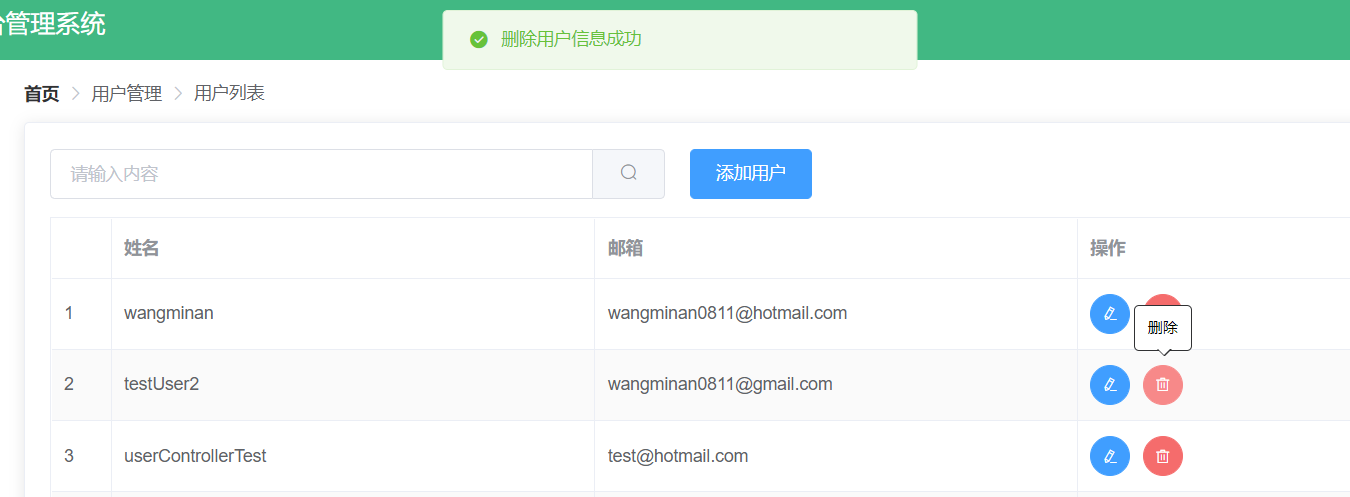 管理系统
删除用户信息成功
首页 > 用户管理 > 用户列表
请输入内容
添加用户
姓名 邮箱 操作
1 wangminan wangminan0811@hotmail.com
删除
2 testUser2 wangminan0811@gmail.com
3 userControllerTest test@hotmail.com